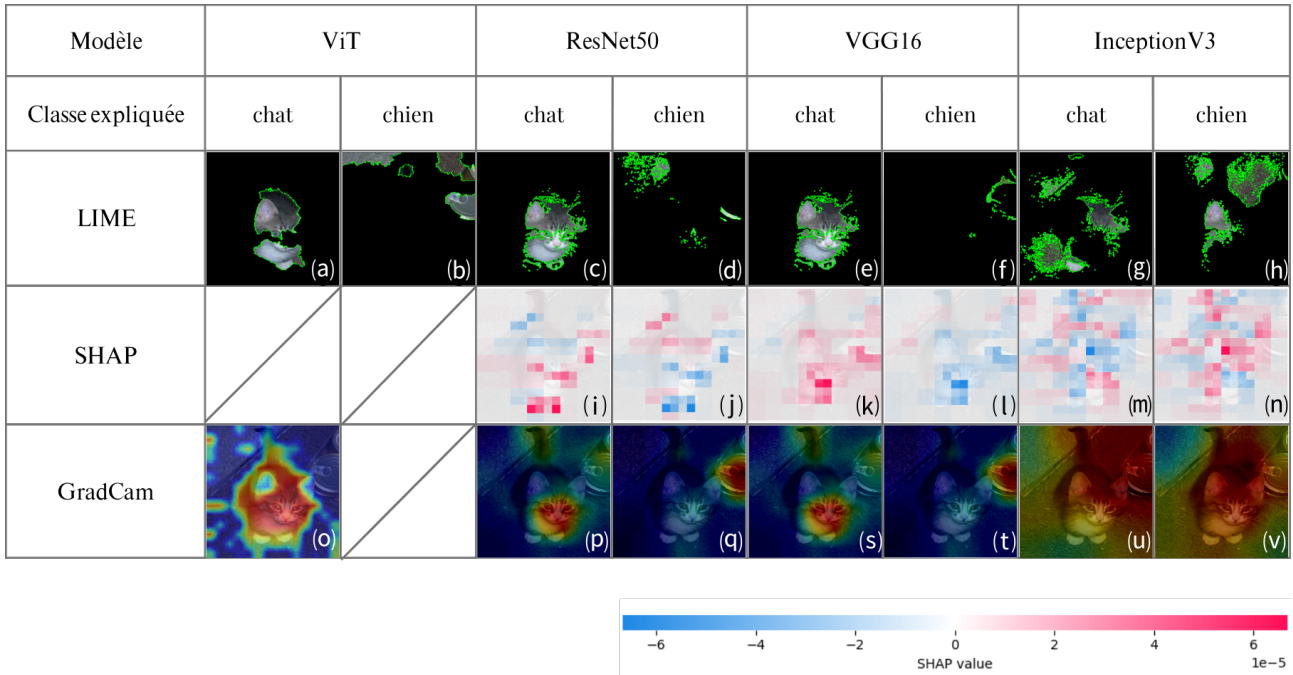 Modèle ViT ResNet50 VGG16 InceptionV3
Classe expliquée chat chien chat chien chat chien chat chien
LIME (a) (b) (c) (d) (e) (f) (g) (h)
SHAP (i) (j) (k) (l) (m) (n)
GradCam (o) (p) (q) (s) (t) (u) (v)
−6 −4 −2 0 2 4 6
SHAP value 1e−5